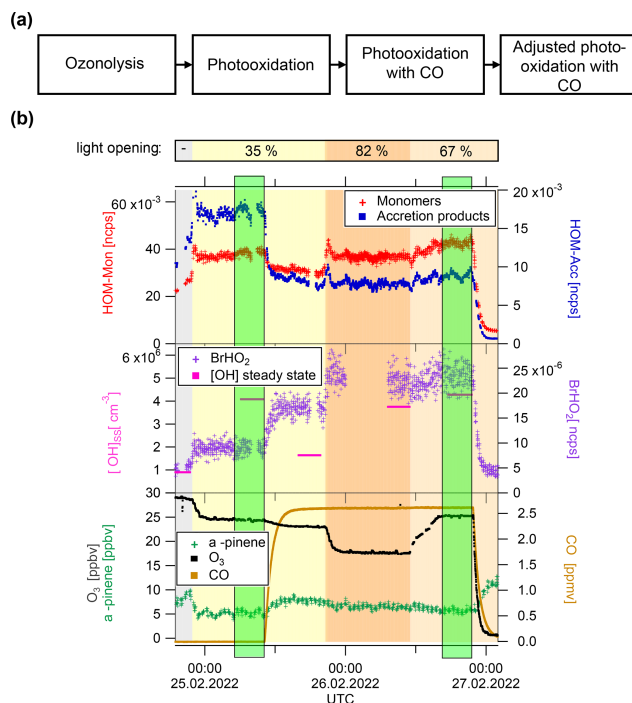 (a)
Ozonolysis
Photooxidation
Photooxidation
with CO
Adjusted photo-
oxidation with
CO
(b)
light opening:
-
35 %
82 %
67 %
60 x10⁻³
40
20
0
HOM-Mon [ncps]
Monomers
Accretion products
20 x10⁻³
15
10
5
0
HOM-Acc [ncps]
6 x10⁶
5
4
3
2
1
[OH]SS[ cm⁻³]
BrHO₂
[OH] steady state
25 x10⁻⁶
20
15
10
5
0
BrHO₂[ ncps]
30
25
20
15
10
5
0
O₃ [ppbv]
a -pinene [ppbv]
a -pinene
O₃
CO
2.5
2.0
1.5
1.0
0.5
0.0
CO [ppmv]
00:00
25.02.2022
00:00
26.02.2022
00:00
27.02.2022
UTC